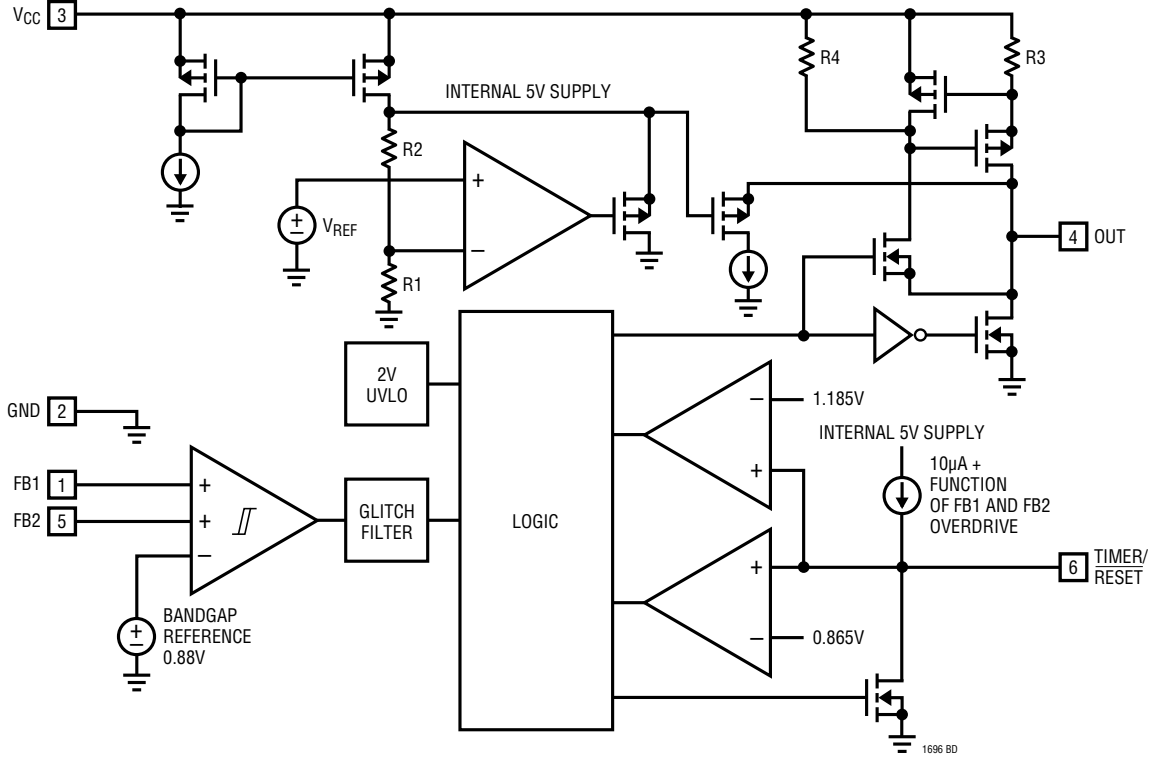 VCC 3
R4
R3
INTERNAL 5V SUPPLY
R2
+
+
−
VREF
−
R1
4 OUT
2V
UVLO
−
1.185V
GND 2
INTERNAL 5V SUPPLY
+
10µA +
FUNCTION
OF FB1 AND FB2
OVERDRIVE
FB1 1
+
GLITCH
FILTER
LOGIC
FB2 5
+
−
+
6 TIMER/
RESET
BANDGAP
REFERENCE
0.88V
+
−
−
0.865V
1696 BD